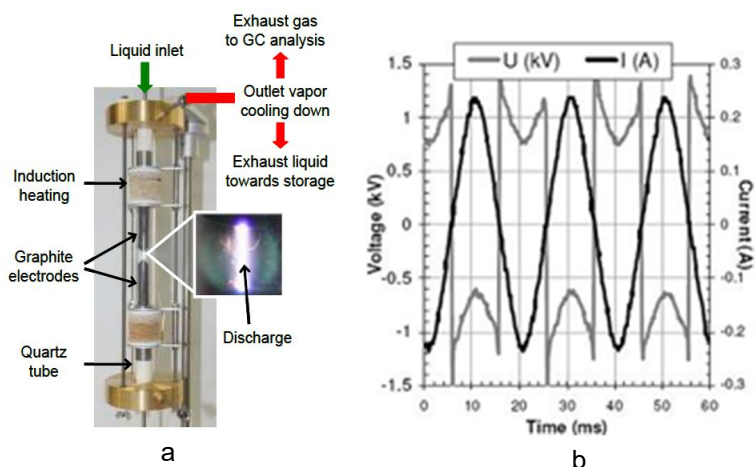 Exhaust gas
to GC analysis
Liquid inlet
Outlet vapor
cooling down
Exhaust liquid
towards storage
Induction
heating
Graphite
electrodes
Discharge
Quartz
tube
a
U (kV) I (A)
1.5
1
0.5
0
-0.5
-1
-1.5
Voltage (kV)
0.3
0.2
0.1
0
-0.1
-0.2
-0.3
Current (A)
0 10 20 30 40 50 60
Time (ms)
b